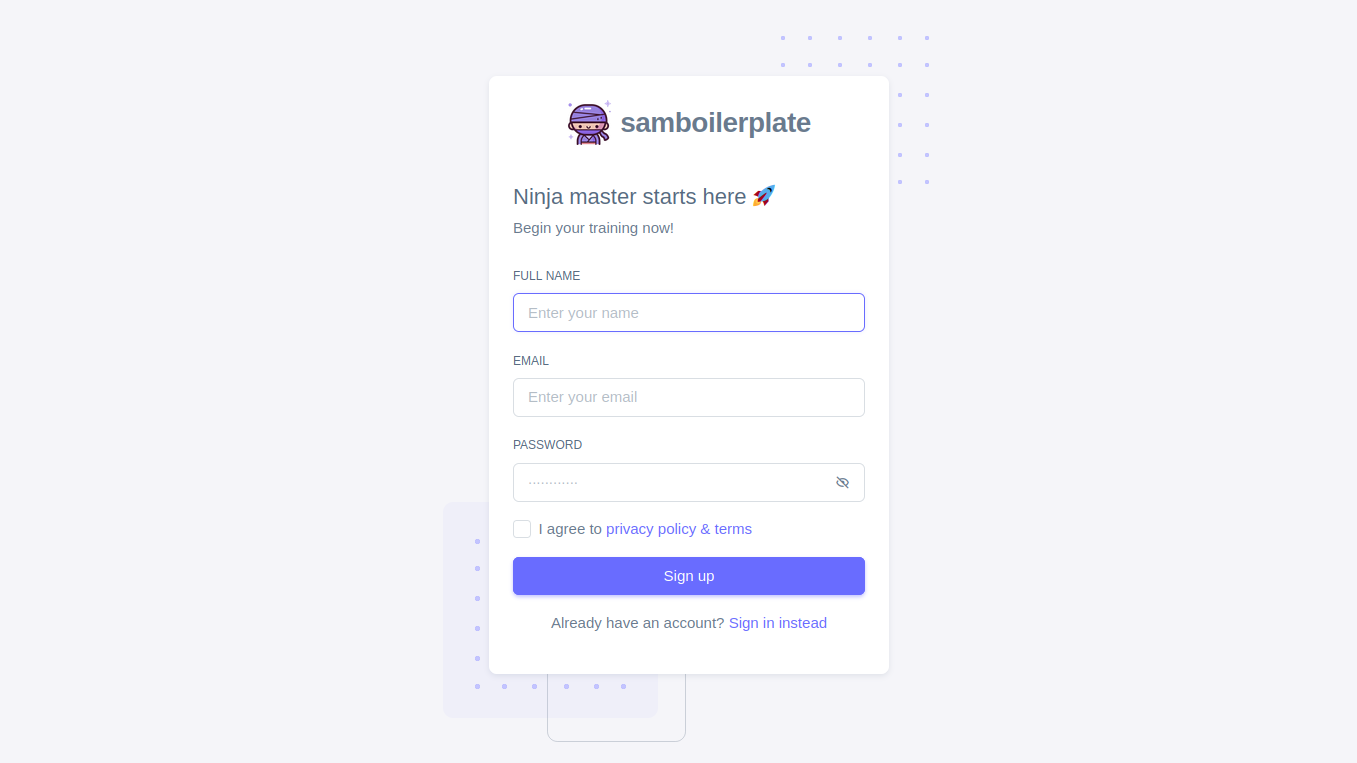 samboilerplate
Ninja master starts here 🚀
Begin your training now!
FULL NAME
Enter your name
EMAIL
Enter your email
PASSWORD
············
I agree to privacy policy & terms
Sign up
Already have an account? Sign in instead